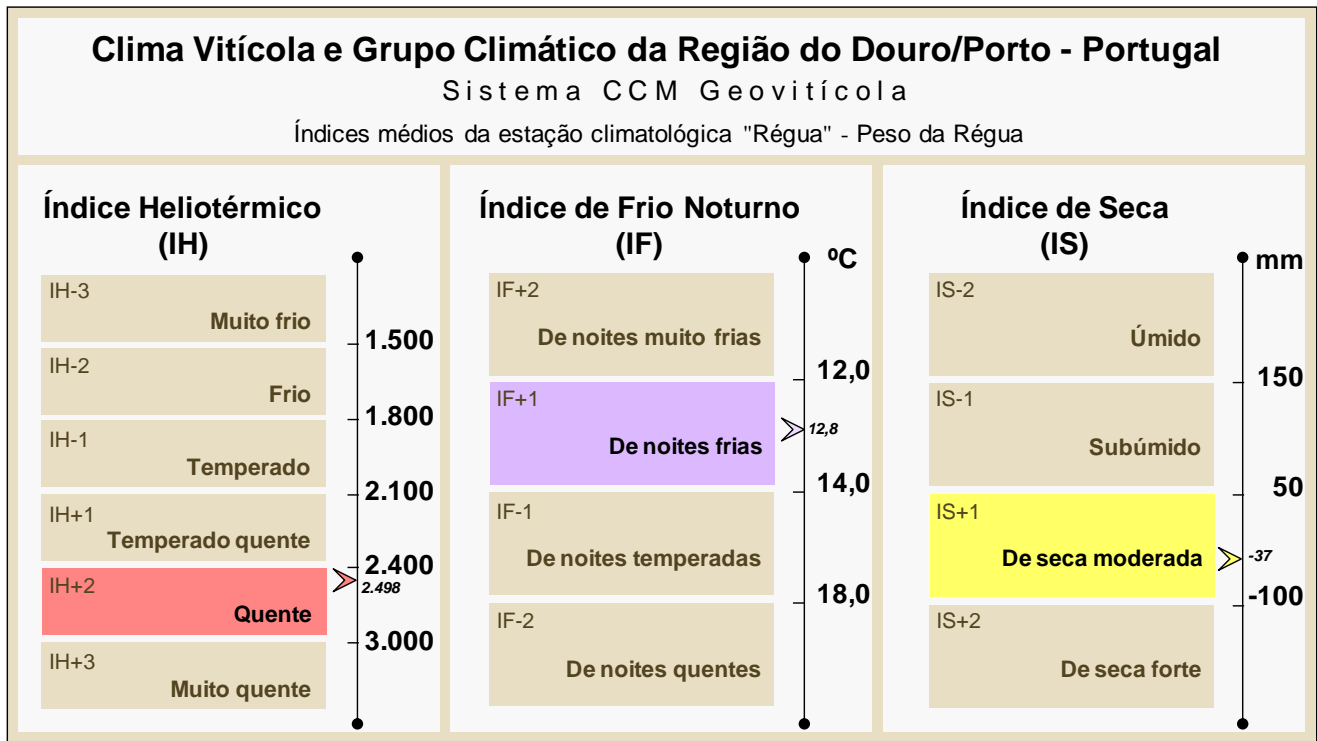 Clima Vitícola e Grupo Climático da Região do Douro/Porto - Portugal
Sistema CCM Geovitícola
Índices médios da estação climatológica "Régua" - Peso da Régua
Índice Heliotérmico
(IH)
IH-3
Muito frio
1.500
IH-2
Frio
1.800
IH-1
Temperado
2.100
IH+1
Temperado quente
2.400
IH+2
2.498
Quente
3.000
IH+3
Muito quente
Índice de Frio Noturno
(IF)
ºC
IF+2
De noites muito frias
12,0
IF+1
12,8
De noites frias
14,0
IF-1
De noites temperadas
18,0
IF-2
De noites quentes
Índice de Seca
(IS)
mm
IS-2
Úmido
150
IS-1
Subúmido
50
IS+1
De seca moderada
-37
-100
IS+2
De seca forte